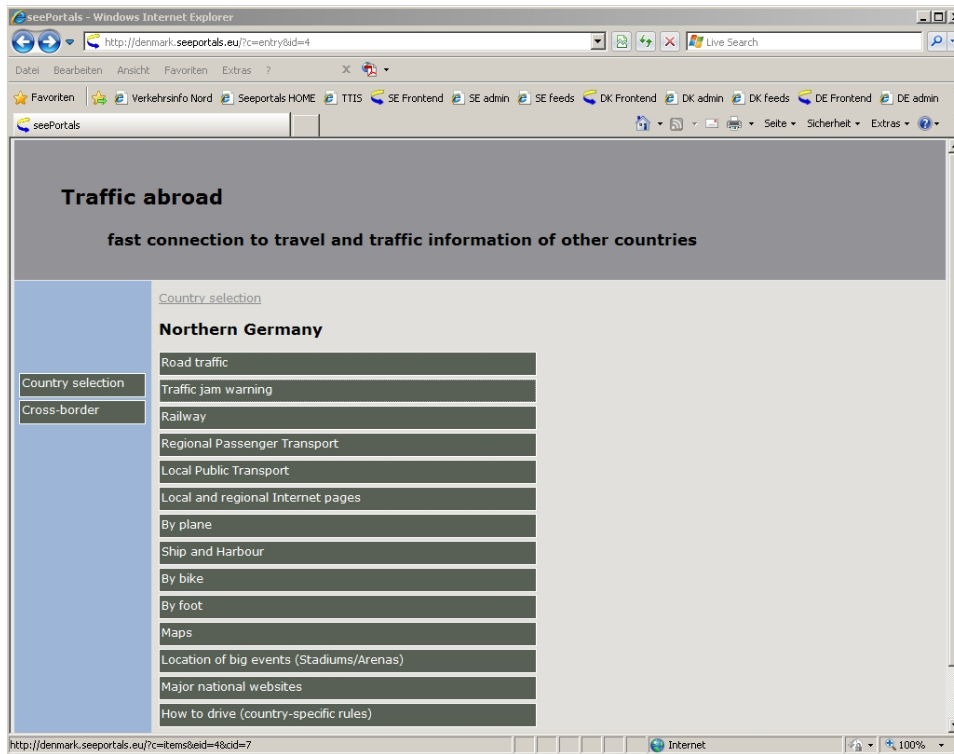 seePortals - Windows Internet Explorer
http://denmark.seeportals.eu/?c=entry&id=4
Live Search
Datei Bearbeiten Ansicht Favoriten Extras ?
Favoriten Verkehrsinfo Nord Seeportals HOME TTIS SE Frontend SE admin SE feeds DK Frontend DK admin DK feeds DE Frontend DE admin
seePortals
Seite Sicherheit Extras
Traffic abroad
fast connection to travel and traffic information of other countries
Country selection
Northern Germany
Country selection
Cross-border
Road traffic
Traffic jam warning
Railway
Regional Passenger Transport
Local Public Transport
Local and regional Internet pages
By plane
Ship and Harbour
By bike
By foot
Maps
Location of big events (Stadiums/Arenas)
Major national websites
How to drive (country-specific rules)
http://denmark.seeportals.eu/?c=items&eid=4&cid=7
Internet
100%